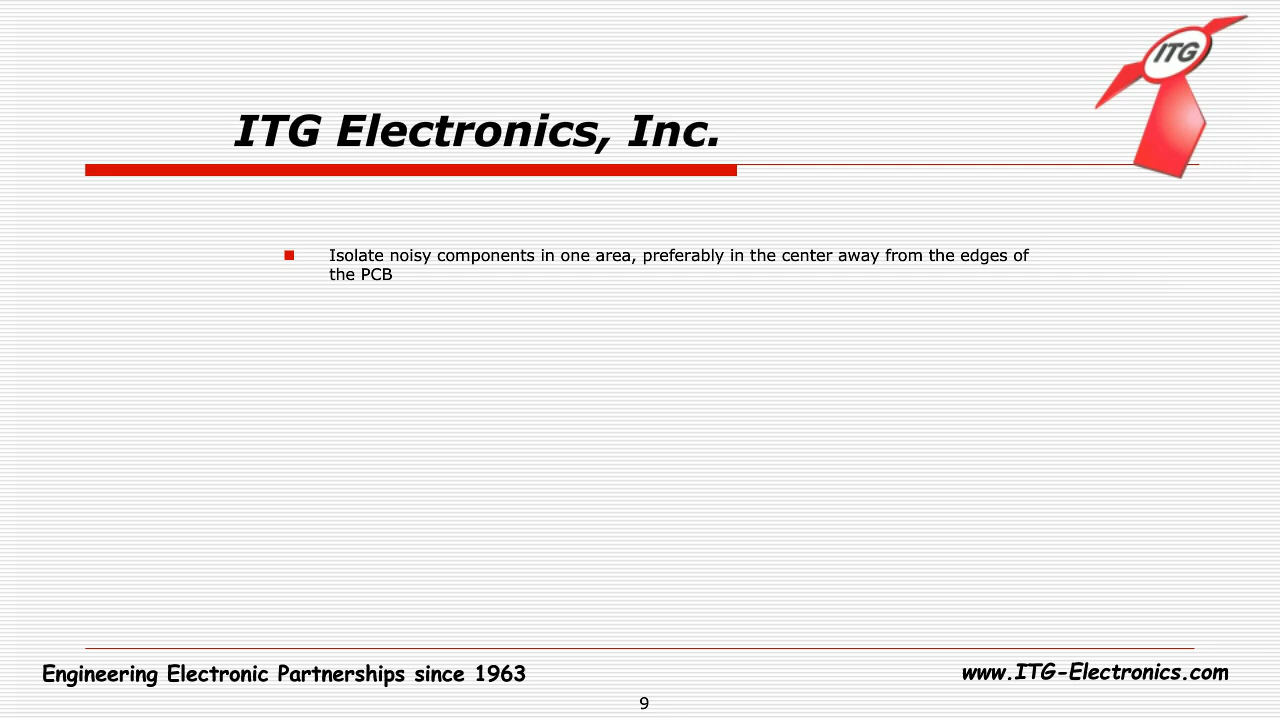 ITG
ITG Electronics, Inc.
Isolate noisy components in one area, preferably in the center away from the edges of
the PCB
Engineering Electronic Partnerships since 1963
www.ITG-Electronics.com
9